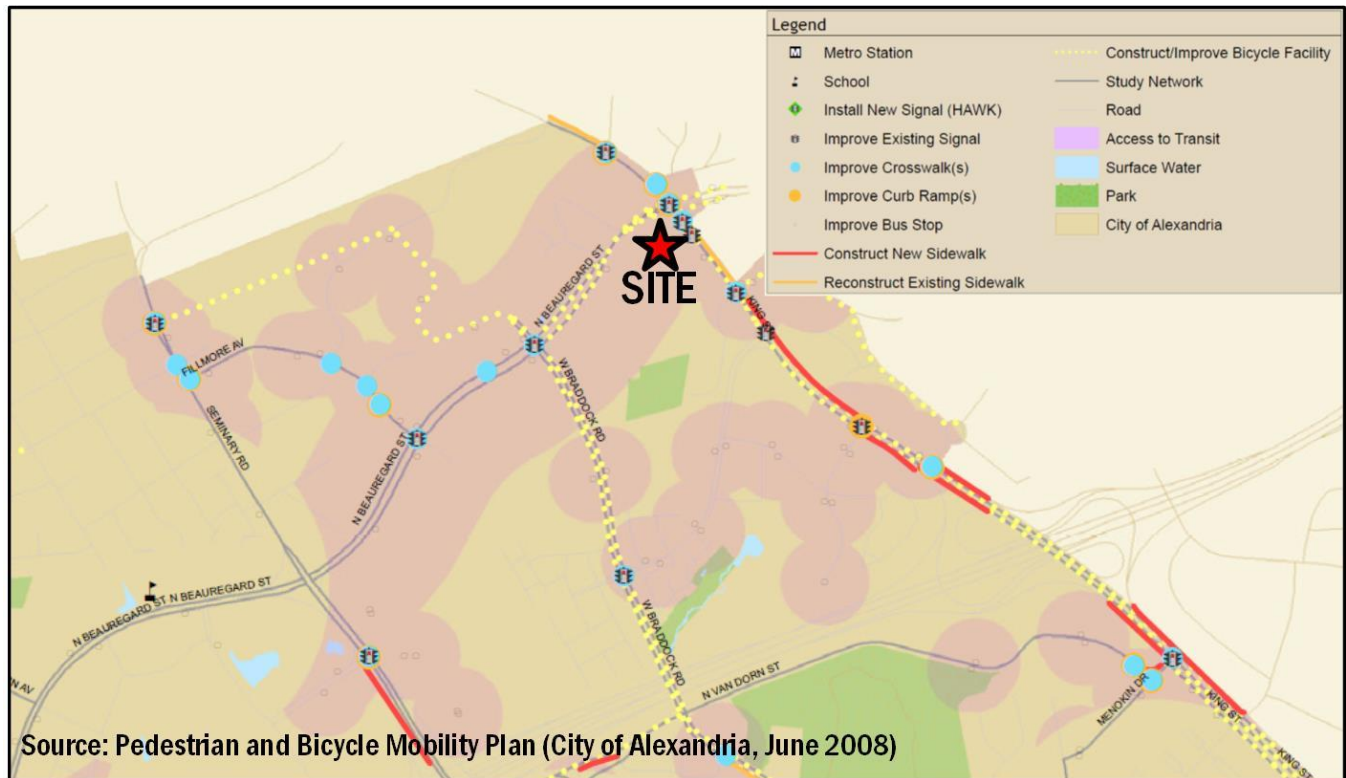 Legend
M Metro Station
School
Install New Signal (HAWK)
Improve Existing Signal
Improve Crosswalk(s)
Improve Curb Ramp(s)
Improve Bus Stop
Construct New Sidewalk
Reconstruct Existing Sidewalk
Construct/Improve Bicycle Facility
Study Network
Road
Access to Transit
Surface Water
Park
City of Alexandria
N BEAUREGARD ST
SITE
KING ST
FILLMORE AV
W BRADDOCK RD
SEMINARY RD
N BEAUREGARD ST
N BEAUREGARD ST N BEAUREGARD ST
W BRADDOCK RD
N VAN DORN ST
MENOKIN DR
KING ST
KING ST
N AV
Source: Pedestrian and Bicycle Mobility Plan (City of Alexandria, June 2008)